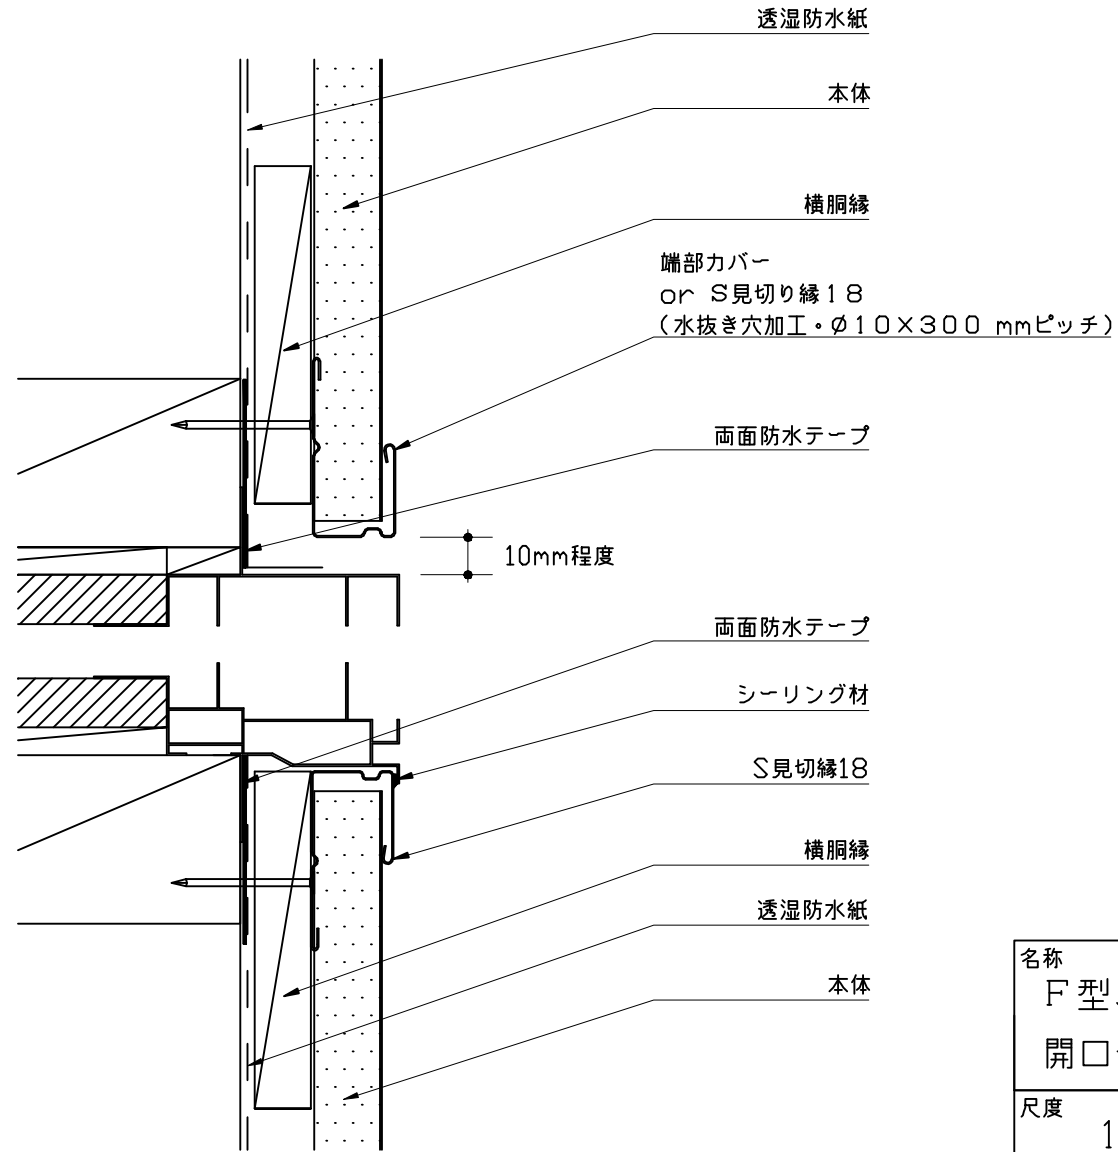 透湿防水紙
本体
横胴縁
端部カバー
or S見切り縁18
(水抜き穴加工・Ø10×300 mmピッチ)
両面防水テープ
10mm程度
両面防水テープ
シーリング材
S見切縁18
横胴縁
透湿防水紙
本体
名称
F型
開口
尺度
1